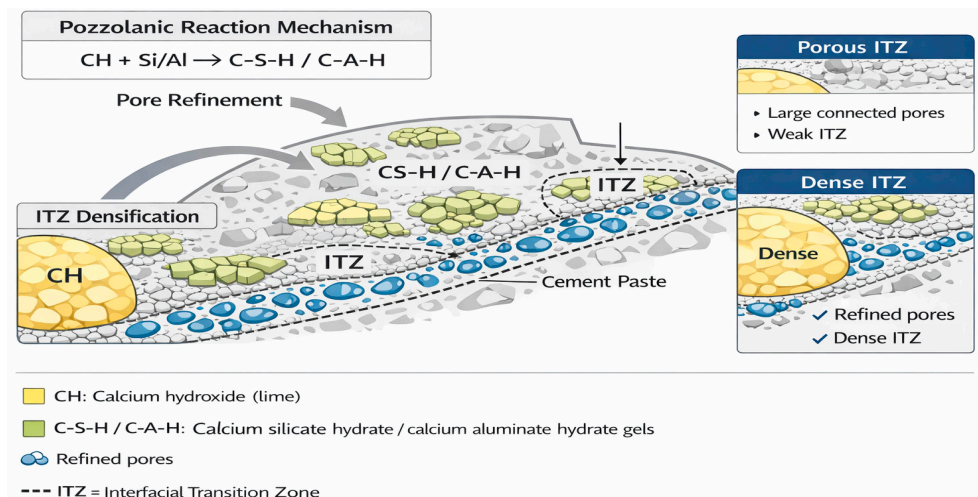 Pozzolanic Reaction Mechanism
CH + Si/Al → C-S-H / C-A-H
Pore Refinement
CS-H / C-A-H
ITZ
ITZ Densification
CH
ITZ
Cement Paste
Porous ITZ
▸ Large connected pores
▸ Weak ITZ
Dense ITZ
Dense
✓ Refined pores
✓ Dense ITZ
CH: Calcium hydroxide (lime)
C-S-H / C-A-H: Calcium silicate hydrate / calcium aluminate hydrate gels
Refined pores
--- ITZ = Interfacial Transition Zone